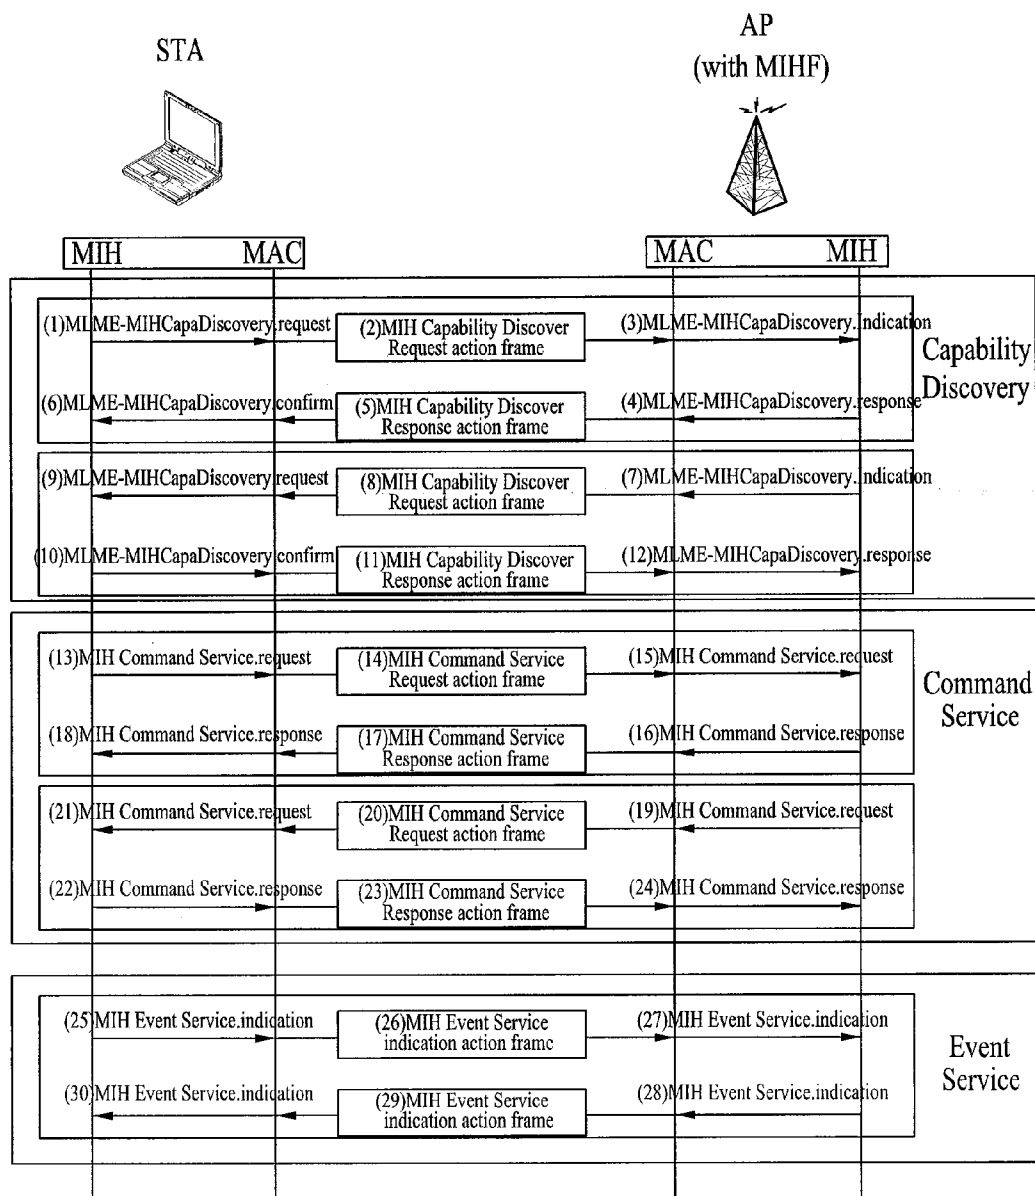 STA
AP
(with MIHF)
MIH
MAC
MAC
MIH
(1)MLME-MIHCapaDiscovery.request
(2)MIH Capability Discover
Request action frame
(3)MLME-MIHCapaDiscovery.Indication
Capability
Discovery
(6)MLME-MIHCapaDiscovery.confirm
(5)MIH Capability Discover
Response action frame
(4)MLME-MIHCapaDiscovery.response
(9)MLME-MIHCapaDiscovery.request
(8)MIH Capability Discover
Request action frame
(7)MLME-MIHCapaDiscovery.Indication
(10)MLME-MIHCapaDiscovery.confirm
(11)MIH Capability Discover
Response action frame
(12)MLME-MIHCapaDiscovery.response
(13)MIH Command Service.request
(14)MIH Command Service
Request action frame
(15)MIH Command Service.request
Command
Service
(18)MIH Command Service.response
(17)MIH Command Service
Response action frame
(16)MIH Command Service.response
(21)MIH Command Service.request
(20)MIH Command Service
Request action frame
(19)MIH Command Service.request
(22)MIH Command Service.response
(23)MIH Command Service
Response action frame
(24)MIH Command Service.response
(25)MIH Event Service.indication
(26)MIH Event Service
indication action frame
(27)MIH Event Service.indication
Event
Service
(30)MIH Event Service.indication
(29)MIH Event Service
indication action frame
(28)MIH Event Service.indication